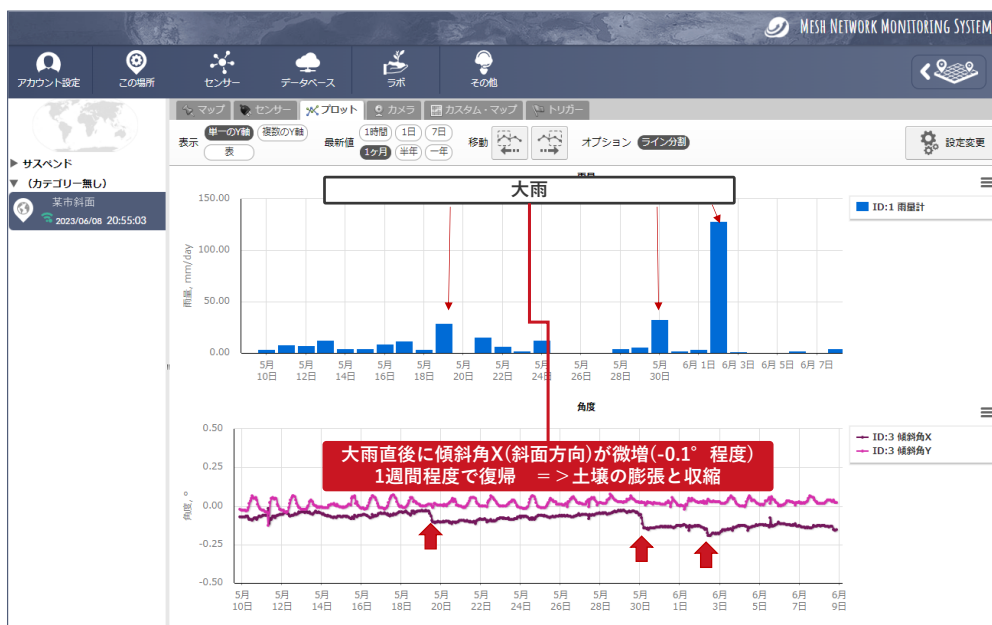 MESH NETWORK MONITORING SYSTEM
アカウント設定
この場所
センサー
データベース
ラボ
その他
マップ
センサー
プロット
カメラ
カスタム・マップ
トリガー
表示
単一のY軸
複数のY軸
表
最新値
1時間
1日
7日
1ヶ月
半年
一年
移動
オプション
ライン分割
設定変更
サスペンド
(カテゴリー無し)
某市斜面
2023/06/08 20:55:03
大雨
ID:1 雨量計
雨量, mm/day
150.00
100.00
50.00
0.00
5月 10日
5月 12日
5月 14日
5月 16日
5月 18日
5月 20日
5月 22日
5月 24日
5月 26日
5月 28日
5月 30日
6月 1日
6月 3日
6月 5日
6月 7日
角度
ID:3 傾斜角X
ID:3 傾斜角Y
大雨直後に傾斜角X(斜面方向)が微増(-0.1°程度)
1週間程度で復帰 =>土壌の膨張と収縮
角度, °
0.50
0.25
0.00
-0.25
-0.50
5月 10日
5月 12日
5月 14日
5月 16日
5月 18日
5月 20日
5月 22日
5月 24日
5月 26日
5月 28日
5月 30日
6月 1日
6月 3日
6月 5日
6月 7日
6月 9日